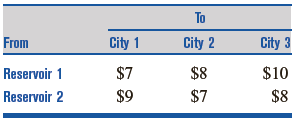 To
From City 1 City 2 City 3
Reservoir 1 $7 $8 $10
Reservoir 2 $9 $7 $8